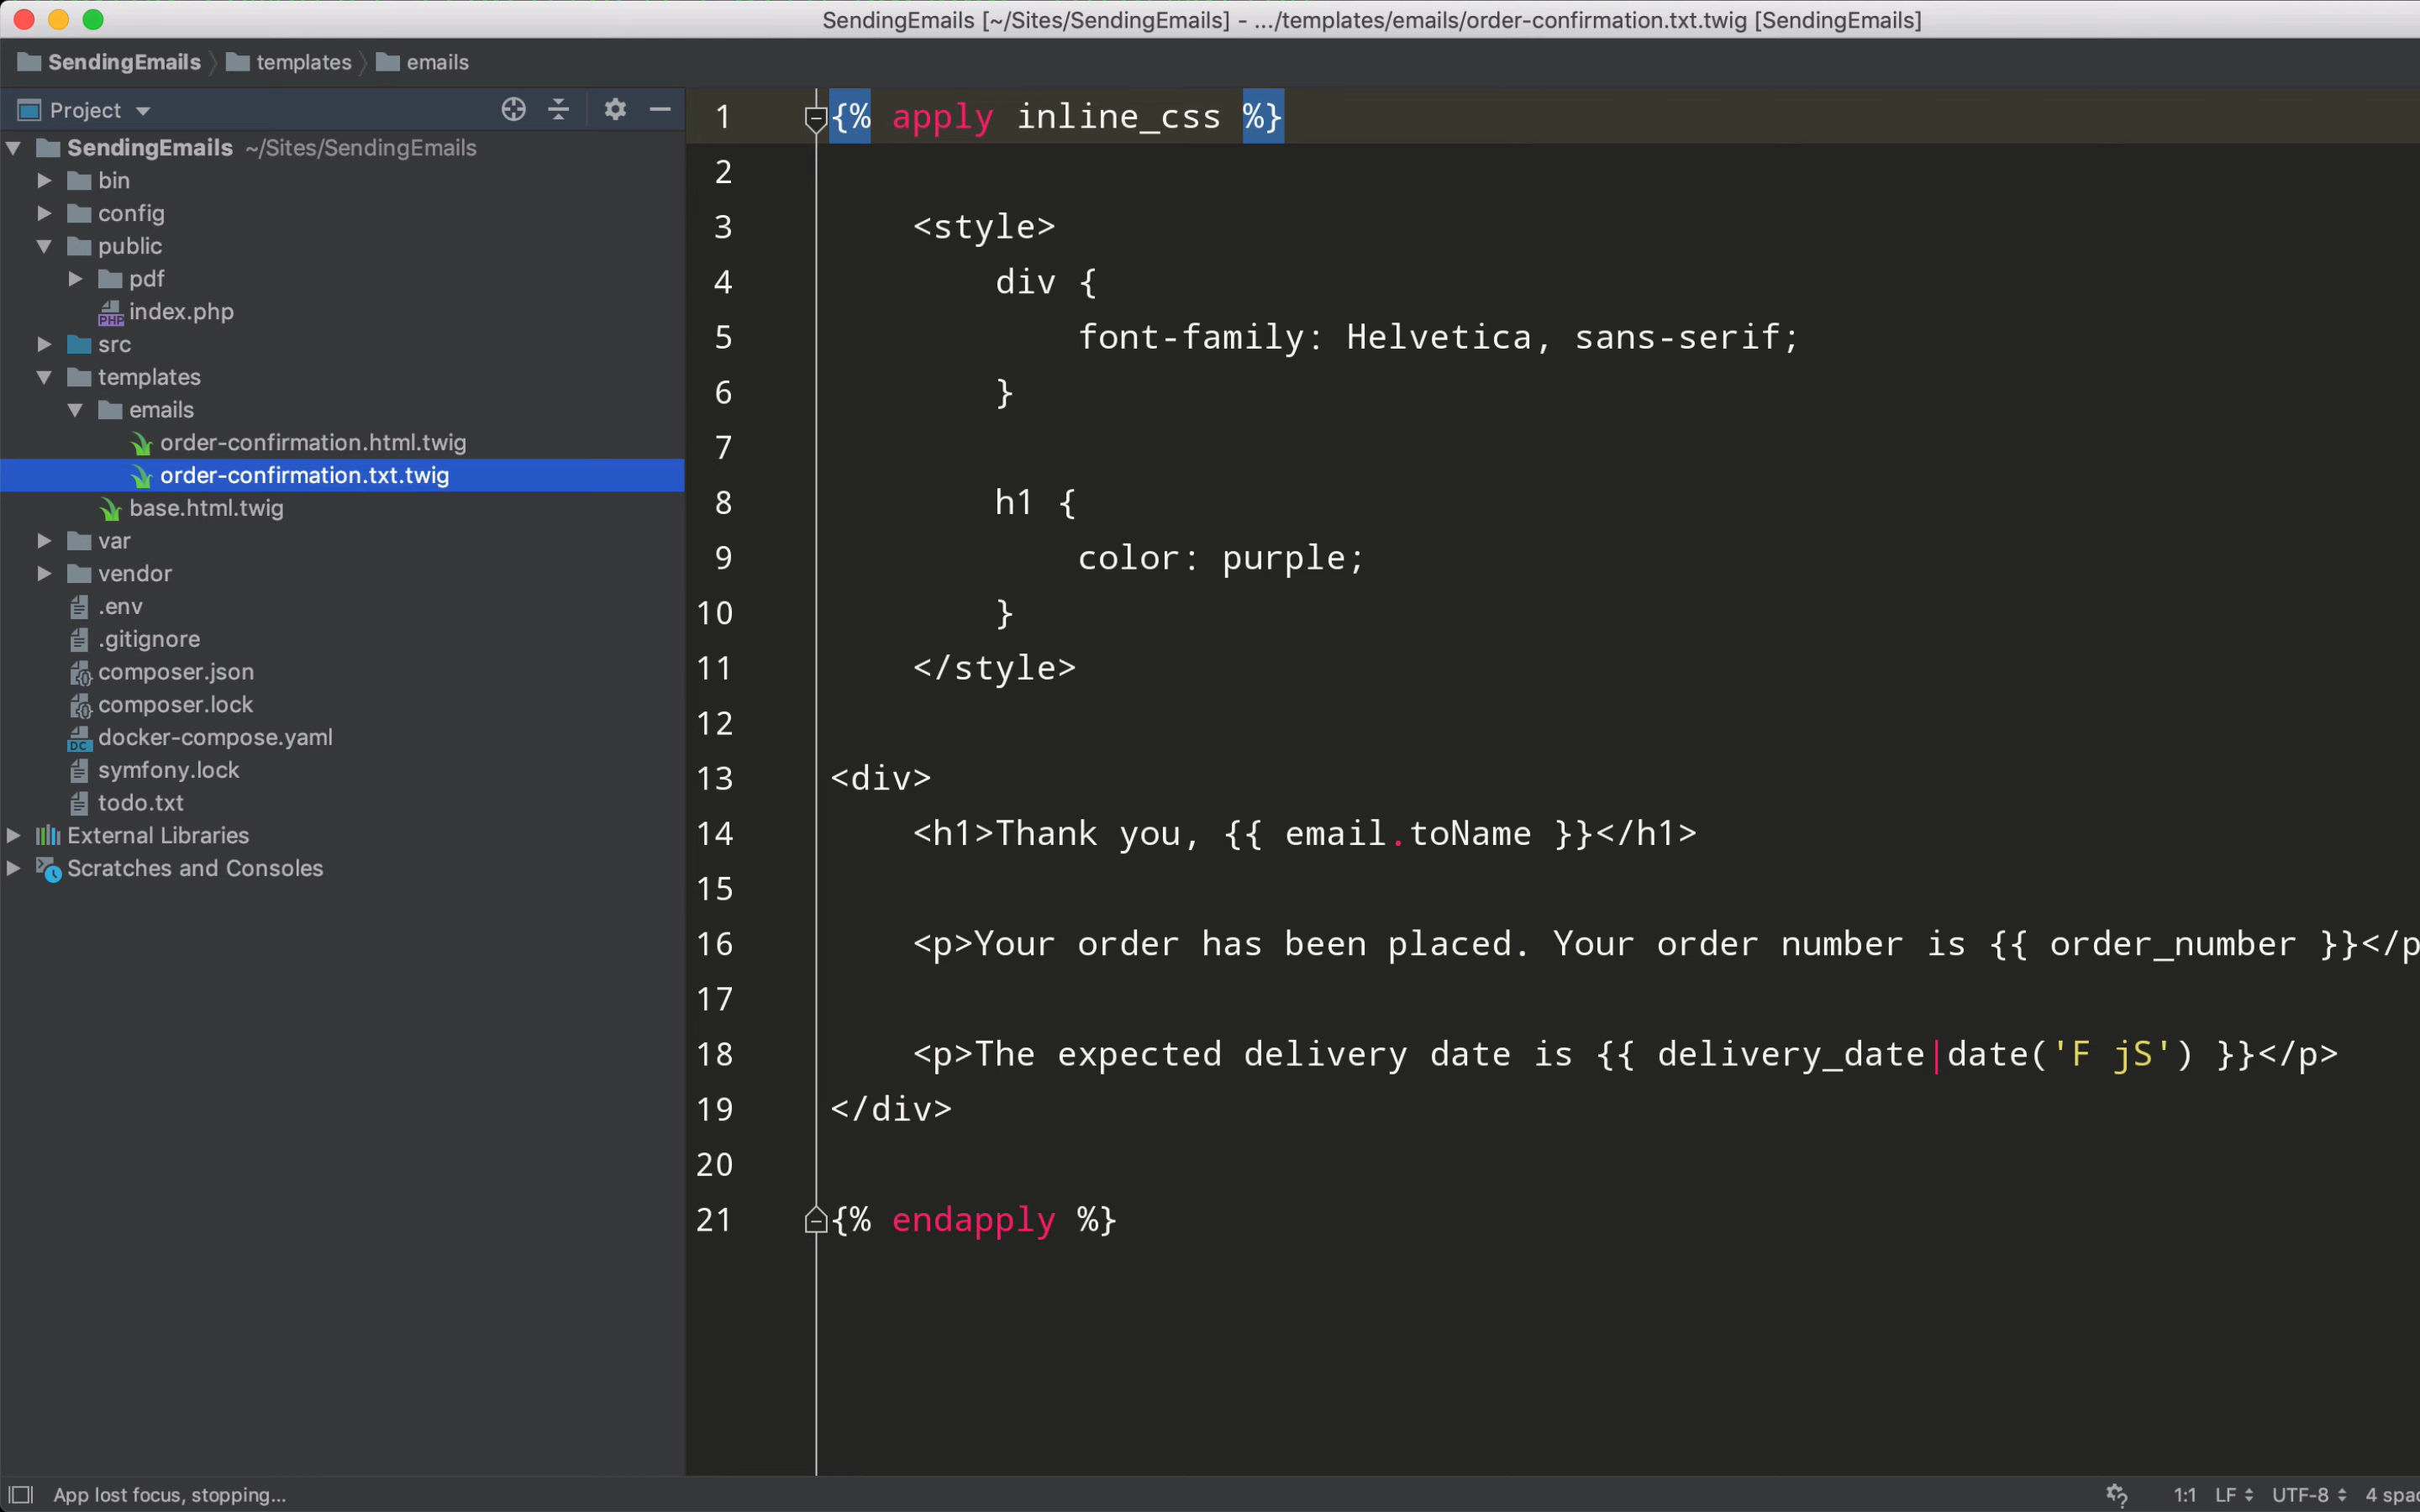 SendingEmails [~/Sites/SendingEmails] - .../templates/emails/order-confirmation.txt.twig [SendingEmails]
SendingEmails templates emails
Project
SendingEmails ~/Sites/SendingEmails
bin
config
public
pdf
index.php
src
templates
emails
order-confirmation.html.twig
order-confirmation.txt.twig
base.html.twig
var
vendor
.env
.gitignore
composer.json
composer.lock
docker-compose.yaml
symfony.lock
todo.txt
External Libraries
Scratches and Consoles
1 {% apply inline_css %}
2
3 <style>
4 div {
5 font-family: Helvetica, sans-serif;
6 }
7
8 h1 {
9 color: purple;
10 }
11 </style>
12
13 <div>
14 <h1>Thank you, {{ email.toName }}</h1>
15
16 <p>Your order has been placed. Your order number is {{ order_number }}</p
17
18 <p>The expected delivery date is {{ delivery_date|date('F jS') }}</p>
19 </div>
20
21 {% endapply %}
App lost focus, stopping... 1:1 LF UTF-8 4 spac